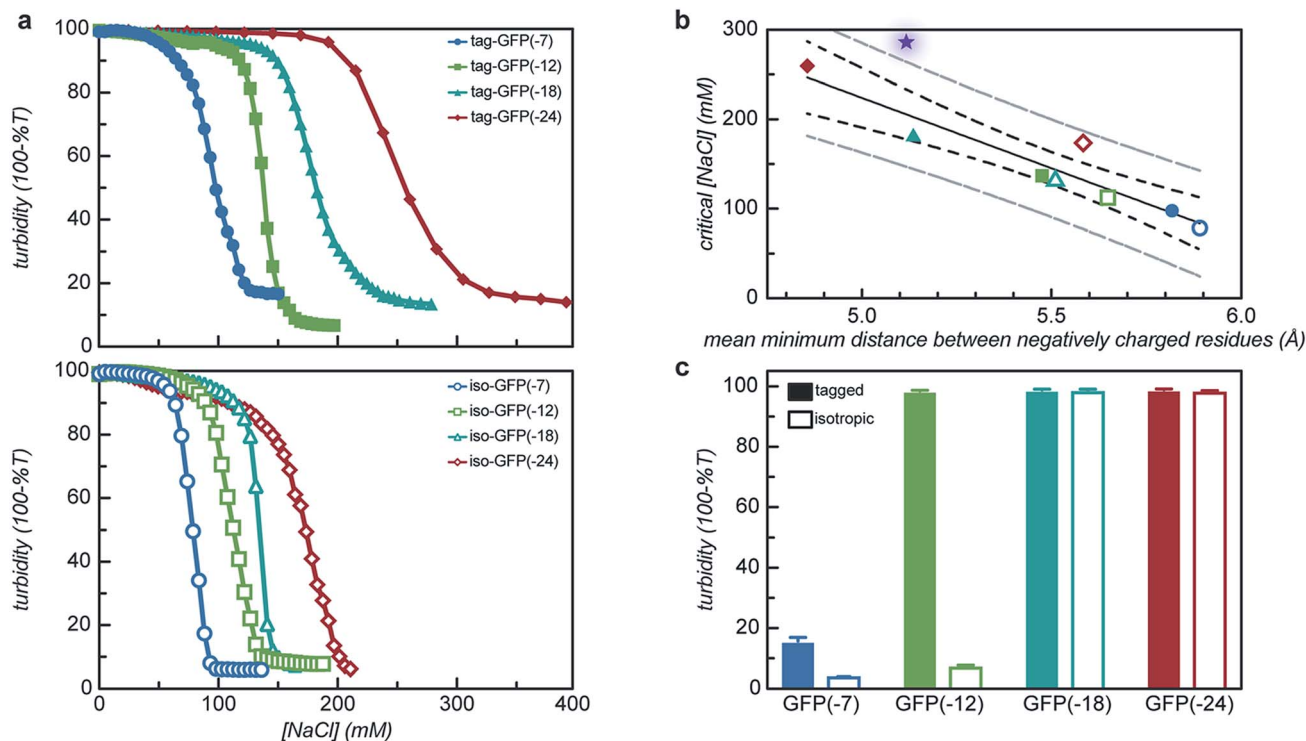 a
100
80
60
40
20
0
turbidity (100-%T)
tag-GFP(-7)
tag-GFP(-12)
tag-GFP(-18)
tag-GFP(-24)
100
80
60
40
20
0
turbidity (100-%T)
iso-GFP(-7)
iso-GFP(-12)
iso-GFP(-18)
iso-GFP(-24)
0
100
200
300
400
[NaCl] (mM)
b
300
200
100
0
critical [NaCl] (mM)
5.0
5.5
6.0
mean minimum distance between negatively charged residues (Å)
c
100
80
60
40
20
0
turbidity (100-%T)
tagged
isotropic
GFP(-7)
GFP(-12)
GFP(-18)
GFP(-24)